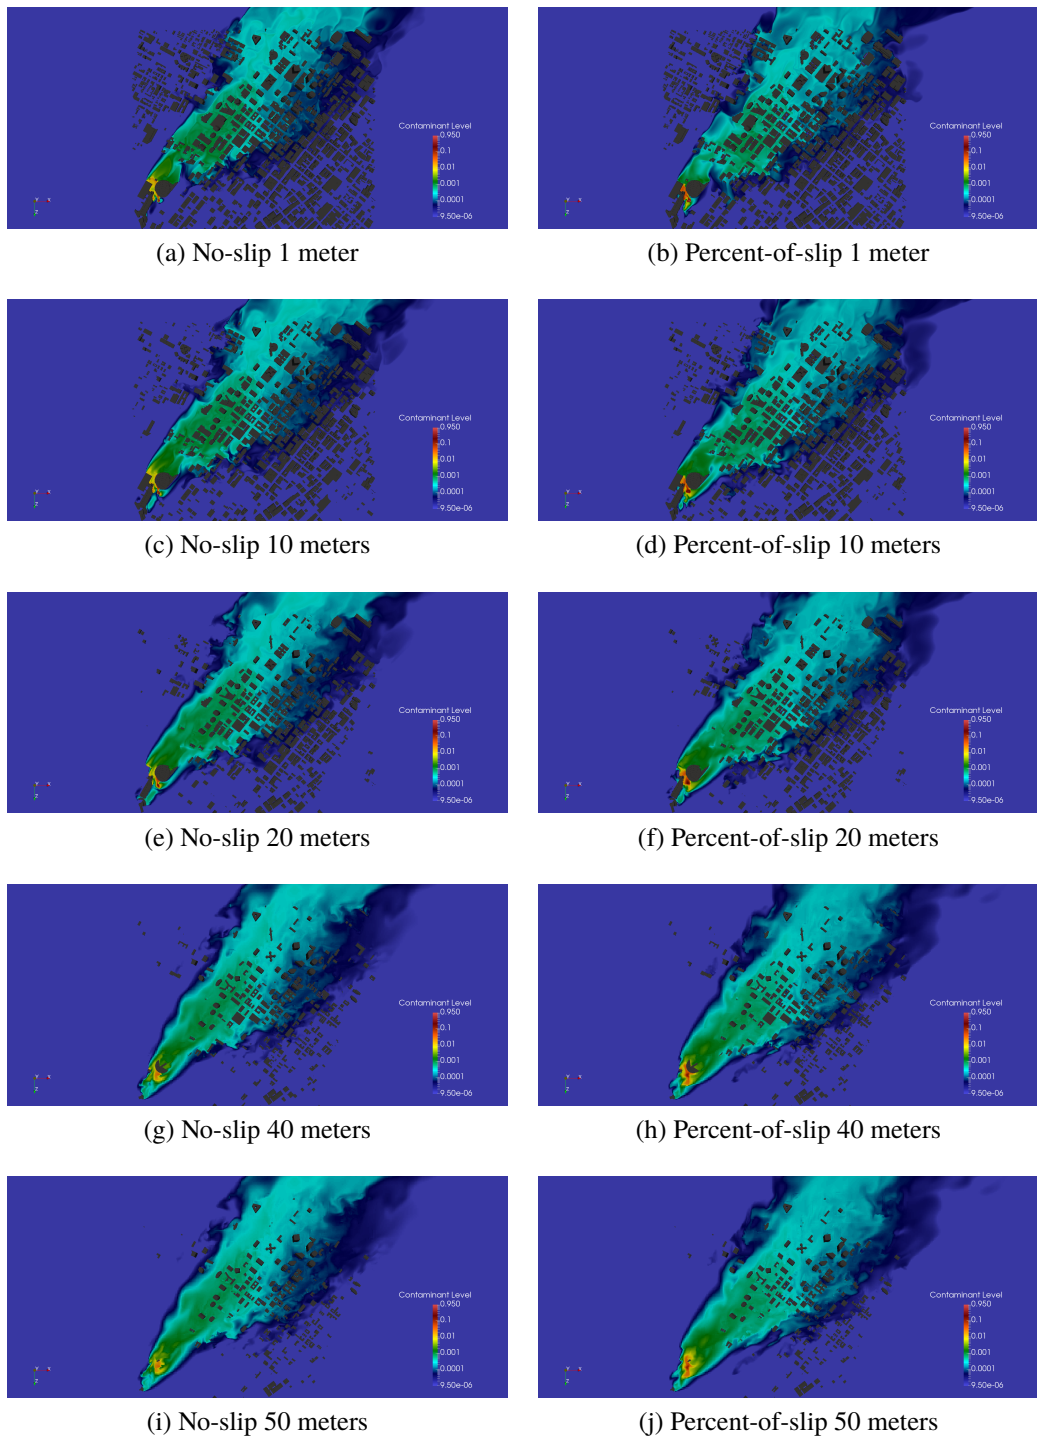 Contaminant Level
0.950
0.1
0.01
0.001
0.0001
9.50e-06
Contaminant Level
0.950
0.1
0.01
0.001
0.0001
9.50e-06
(a) No-slip 1 meter
(b) Percent-of-slip 1 meter
Contaminant Level
0.950
0.1
0.01
0.001
0.0001
9.50e-06
Contaminant Level
0.950
0.1
0.01
0.001
0.0001
9.50e-06
(c) No-slip 10 meters
(d) Percent-of-slip 10 meters
Contaminant Level
0.950
0.1
0.01
0.001
0.0001
9.50e-06
Contaminant Level
0.950
0.1
0.01
0.001
0.0001
9.50e-06
(e) No-slip 20 meters
(f) Percent-of-slip 20 meters
Contaminant Level
0.950
0.1
0.01
0.001
0.0001
9.50e-06
Contaminant Level
0.950
0.1
0.01
0.001
0.0001
9.50e-06
(g) No-slip 40 meters
(h) Percent-of-slip 40 meters
Contaminant Level
0.950
0.1
0.01
0.001
0.0001
9.50e-06
Contaminant Level
0.950
0.1
0.01
0.001
0.0001
9.50e-06
(i) No-slip 50 meters
(j) Percent-of-slip 50 meters